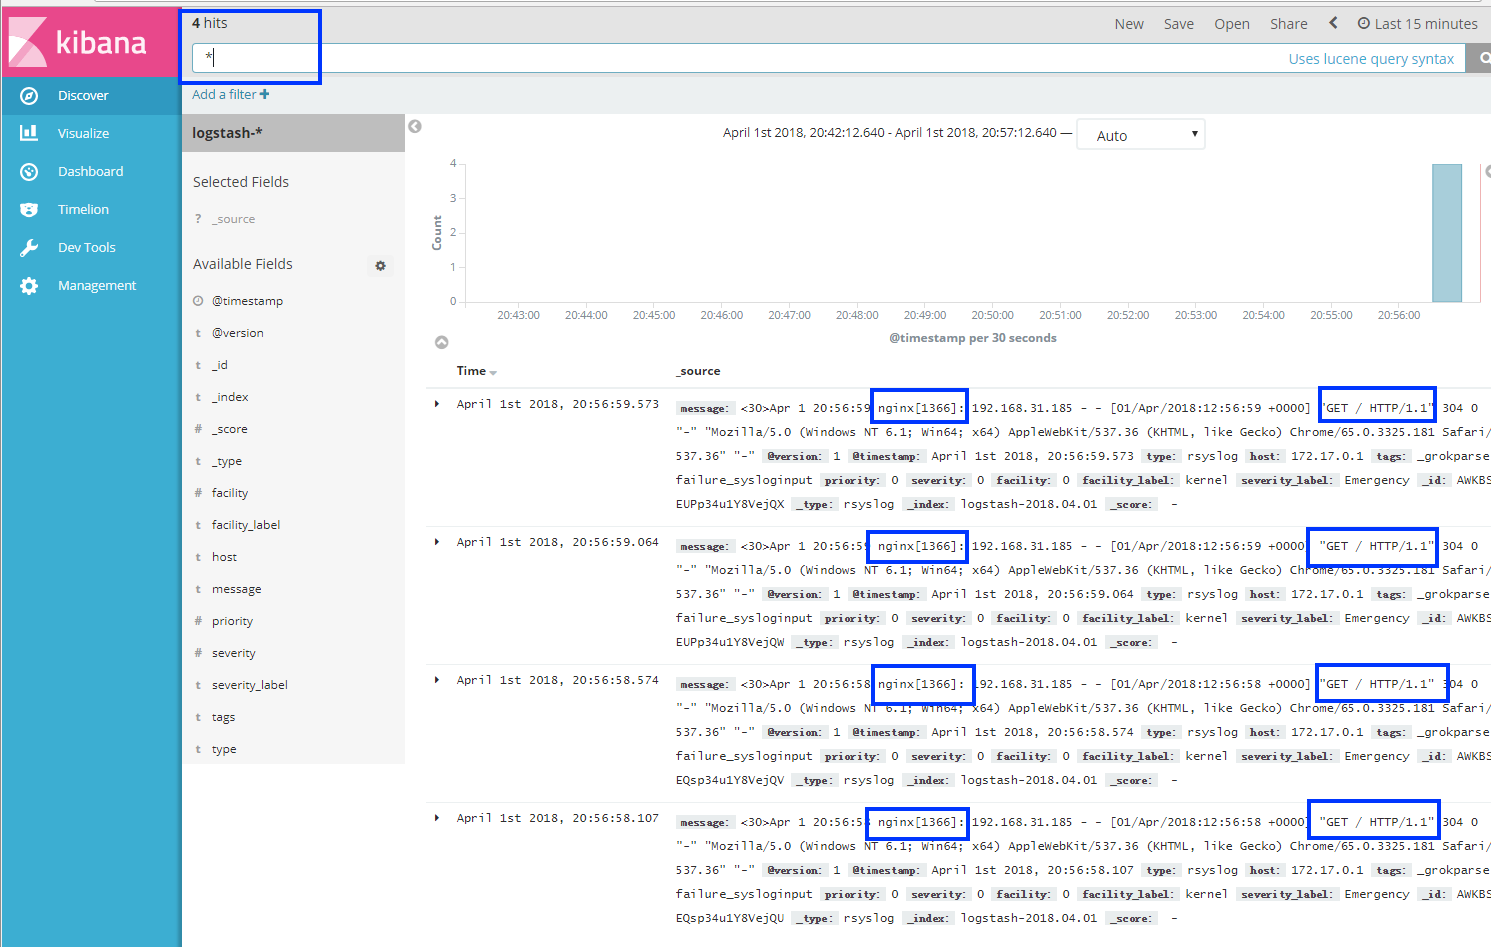 kibana
Discover
Visualize
Dashboard
Timelion
Dev Tools
Management
4 hits
New Save Open Share Last 15 minutes
*
Uses lucene query syntax
Add a filter +
logstash-*
Selected Fields
? _source
Available Fields
@timestamp
t @version
t _id
t _index
# _score
t _type
# facility
t facility_label
t host
t message
# priority
# severity
t severity_label
t tags
t type
April 1st 2018, 20:42:12.640 - April 1st 2018, 20:57:12.640 — Auto
Count
4
3
2
1
0
20:43:00 20:44:00 20:45:00 20:46:00 20:47:00 20:48:00 20:49:00 20:50:00 20:51:00 20:52:00 20:53:00 20:54:00 20:55:00 20:56:00
@timestamp per 30 seconds
Time _source
April 1st 2018, 20:56:59.573 message: <30>Apr 1 20:56:59 nginx[1366]: 192.168.31.185 - - [01/Apr/2018:12:56:59 +0000] "GET / HTTP/1.1" 304 0
"-" "Mozilla/5.0 (Windows NT 6.1; Win64; x64) AppleWebKit/537.36 (KHTML, like Gecko) Chrome/65.0.3325.181 Safari/
537.36" "-" @version: 1 @timestamp: April 1st 2018, 20:56:59.573 type: rsyslog host: 172.17.0.1 tags: _grokparse
failure_sysloginput priority: 0 severity: 0 facility: 0 facility_label: kernel severity_label: Emergency _id: AWKBS
EUPp34u1Y8VejQX _type: rsyslog _index: logstash-2018.04.01 _score: -
April 1st 2018, 20:56:59.064 message: <30>Apr 1 20:56:59 nginx[1366]: 192.168.31.185 - - [01/Apr/2018:12:56:59 +0000] "GET / HTTP/1.1" 304 0
"-" "Mozilla/5.0 (Windows NT 6.1; Win64; x64) AppleWebKit/537.36 (KHTML, like Gecko) Chrome/65.0.3325.181 Safari/
537.36" "-" @version: 1 @timestamp: April 1st 2018, 20:56:59.064 type: rsyslog host: 172.17.0.1 tags: _grokparse
failure_sysloginput priority: 0 severity: 0 facility: 0 facility_label: kernel severity_label: Emergency _id: AWKBS
EUPp34u1Y8VejQW _type: rsyslog _index: logstash-2018.04.01 _score: -
April 1st 2018, 20:56:58.574 message: <30>Apr 1 20:56:58 nginx[1366]: 192.168.31.185 - - [01/Apr/2018:12:56:58 +0000] "GET / HTTP/1.1" 304 0
"-" "Mozilla/5.0 (Windows NT 6.1; Win64; x64) AppleWebKit/537.36 (KHTML, like Gecko) Chrome/65.0.3325.181 Safari/
537.36" "-" @version: 1 @timestamp: April 1st 2018, 20:56:58.574 type: rsyslog host: 172.17.0.1 tags: _grokparse
failure_sysloginput priority: 0 severity: 0 facility: 0 facility_label: kernel severity_label: Emergency _id: AWKBS
EQsp34u1Y8VejQV _type: rsyslog _index: logstash-2018.04.01 _score: -
April 1st 2018, 20:56:58.107 message: <30>Apr 1 20:56:58 nginx[1366]: 192.168.31.185 - - [01/Apr/2018:12:56:58 +0000] "GET / HTTP/1.1" 304 0
"-" "Mozilla/5.0 (Windows NT 6.1; Win64; x64) AppleWebKit/537.36 (KHTML, like Gecko) Chrome/65.0.3325.181 Safari/
537.36" "-" @version: 1 @timestamp: April 1st 2018, 20:56:58.107 type: rsyslog host: 172.17.0.1 tags: _grokparse
failure_sysloginput priority: 0 severity: 0 facility: 0 facility_label: kernel severity_label: Emergency _id: AWKBS
EQsp34u1Y8VejQU _type: rsyslog _index: logstash-2018.04.01 _score: -